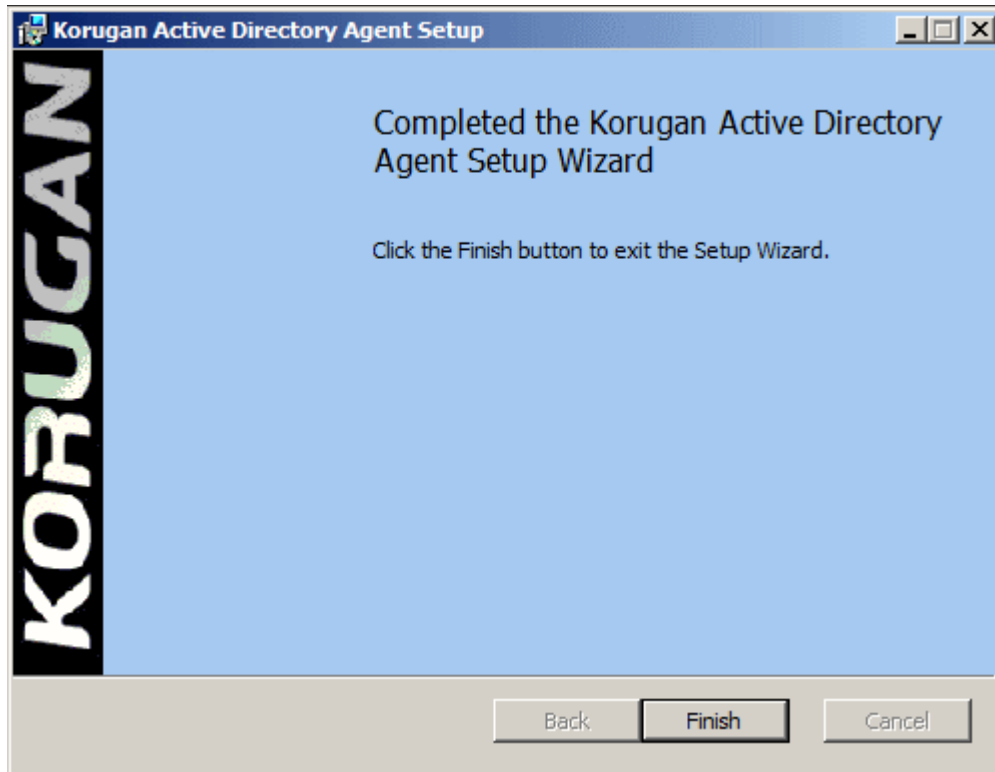 Korugan Active Directory Agent Setup
KORUGAN
Completed the Korugan Active Directory
Agent Setup Wizard
Click the Finish button to exit the Setup Wizard.
Back
Finish
Cancel